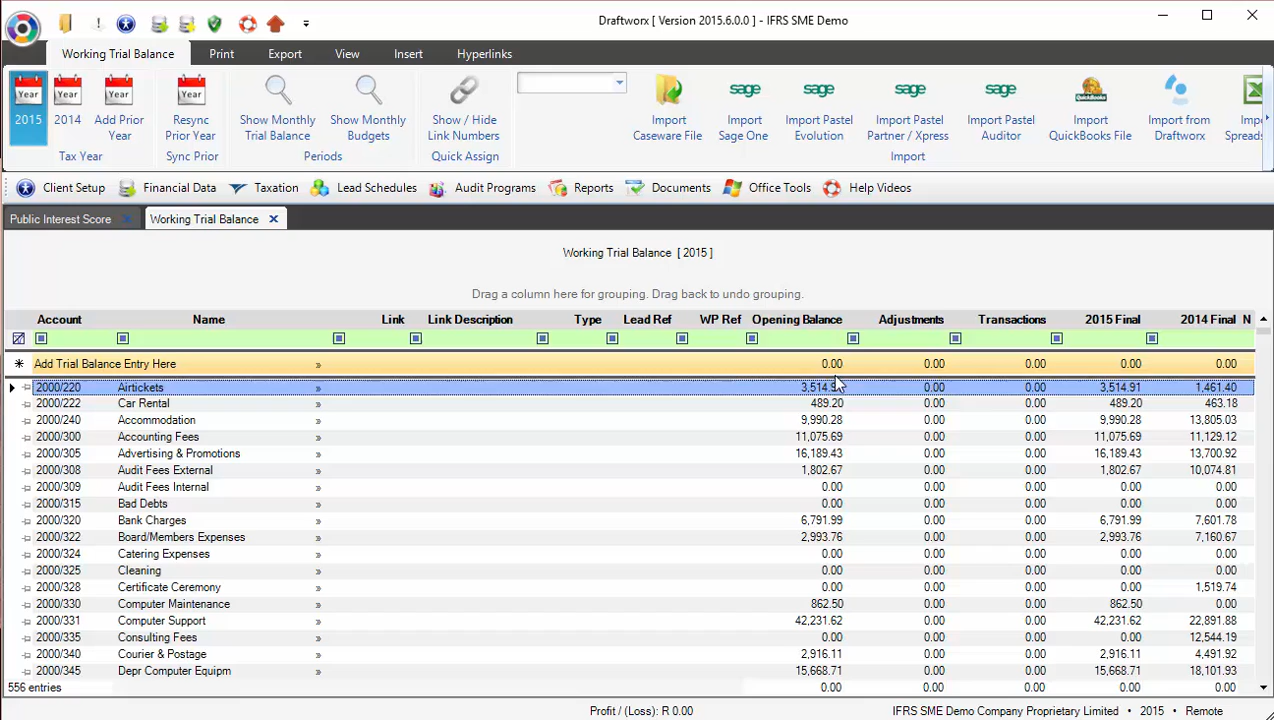 Draftworx [ Version 2015.6.0.0 ] - IFRS SME Demo
Working Trial Balance Print Export View Insert Hyperlinks
Year Year Year Year
2015 2014 Add Prior Year Resync Prior Year Show Monthly Trial Balance Show Monthly Budgets Show / Hide Link Numbers Import Caseware File sage Import Sage One sage Import Pastel Evolution sage Import Pastel Partner / Xpress sage Import Pastel Auditor Import QuickBooks File Import from Draftworx Impo Spreads
Tax Year Sync Prior Periods Quick Assign Import
Client Setup Financial Data Taxation Lead Schedules Audit Programs Reports Documents Office Tools Help Videos
Public Interest Score Working Trial Balance
Working Trial Balance [ 2015 ]
Drag a column here for grouping. Drag back to undo grouping.
Account Name Link Link Description Type Lead Ref WP Ref Opening Balance Adjustments Transactions 2015 Final 2014 Final N
Add Trial Balance Entry Here » 0.00 0.00 0.00 0.00 0.00
2000/220 Airtickets » 0.00 0.00 3,514.91 1,461.40
2000/222 Car Rental » 489.20 0.00 0.00 489.20 463.18
2000/240 Accommodation » 9,990.28 0.00 0.00 9,990.28 13,805.03
2000/300 Accounting Fees » 11,075.69 0.00 0.00 11,075.69 11,129.12
2000/305 Advertising & Promotions » 16,189.43 0.00 0.00 16,189.43 13,700.92
2000/308 Audit Fees External » 1,802.67 0.00 0.00 1,802.67 10,074.81
2000/309 Audit Fees Internal » 0.00 0.00 0.00 0.00 0.00
2000/315 Bad Debts » 0.00 0.00 0.00 0.00 0.00
2000/320 Bank Charges » 6,791.99 0.00 0.00 6,791.99 7,601.78
2000/322 Board/Members Expenses » 2,993.76 0.00 0.00 2,993.76 7,160.67
2000/324 Catering Expenses » 0.00 0.00 0.00 0.00 0.00
2000/325 Cleaning » 0.00 0.00 0.00 0.00 0.00
2000/328 Certificate Ceremony » 0.00 0.00 0.00 0.00 1,519.74
2000/330 Computer Maintenance » 862.50 0.00 0.00 862.50 0.00
2000/331 Computer Support » 42,231.62 0.00 0.00 42,231.62 22,891.88
2000/335 Consulting Fees » 0.00 0.00 0.00 0.00 12,544.19
2000/340 Courier & Postage » 2,916.11 0.00 0.00 2,916.11 4,491.92
2000/345 Depr Computer Equipm » 15,668.71 0.00 0.00 15,668.71 18,101.93
556 entries 0.00 0.00 0.00 0.00 0.00
Profit / (Loss): R 0.00 IFRS SME Demo Company Proprietary Limited • 2015 • Remote